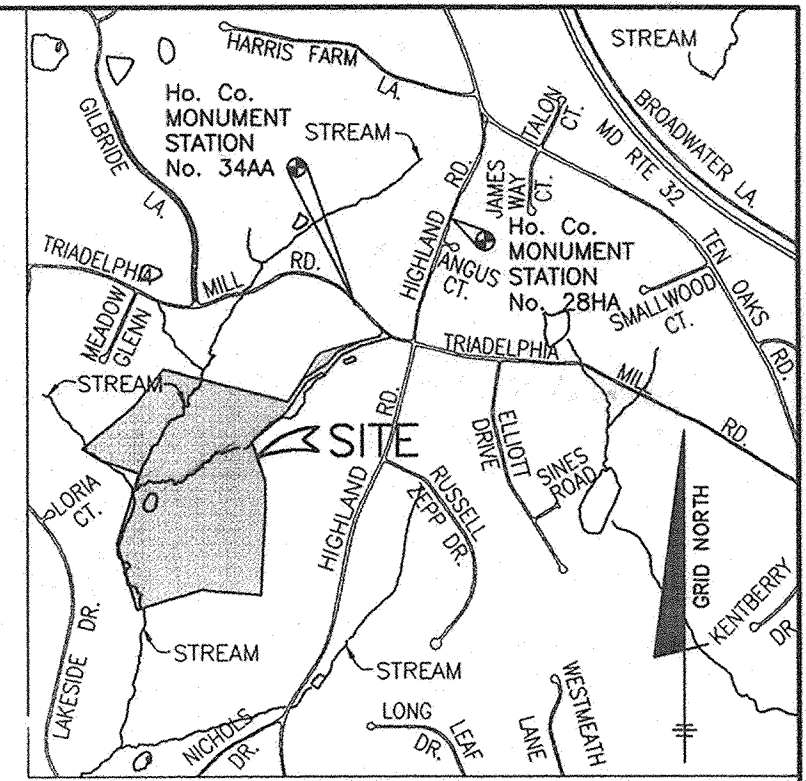 HARRIS FARM LA.
STREAM
Ho. Co.
MONUMENT
STATION
No. 34AA
STREAM
GILBRIDE LA.
TALON CT.
BROADWATER LA.
MD RTE 32
JAMES WAY CT.
HIGHLAND RD.
Ho. Co.
MONUMENT
STATION
No. 28HA
ANGUS CT.
TEN OAKS RD.
SMALLWOOD CT.
TRIADELPHIA MILL RD.
MEADOW GLENN
TRIADELPHIA MILL RD.
STREAM
SITE
HIGHLAND RD.
ELLIOTT DRIVE
SINES ROAD
RUSSELL ZEPP DR.
LORIA CT.
GRID NORTH
KENTBERRY DR.
LAKESIDE DR.
STREAM
STREAM
NICHOLS DR.
LONG LEAF DR.
WESTMEATH LANE